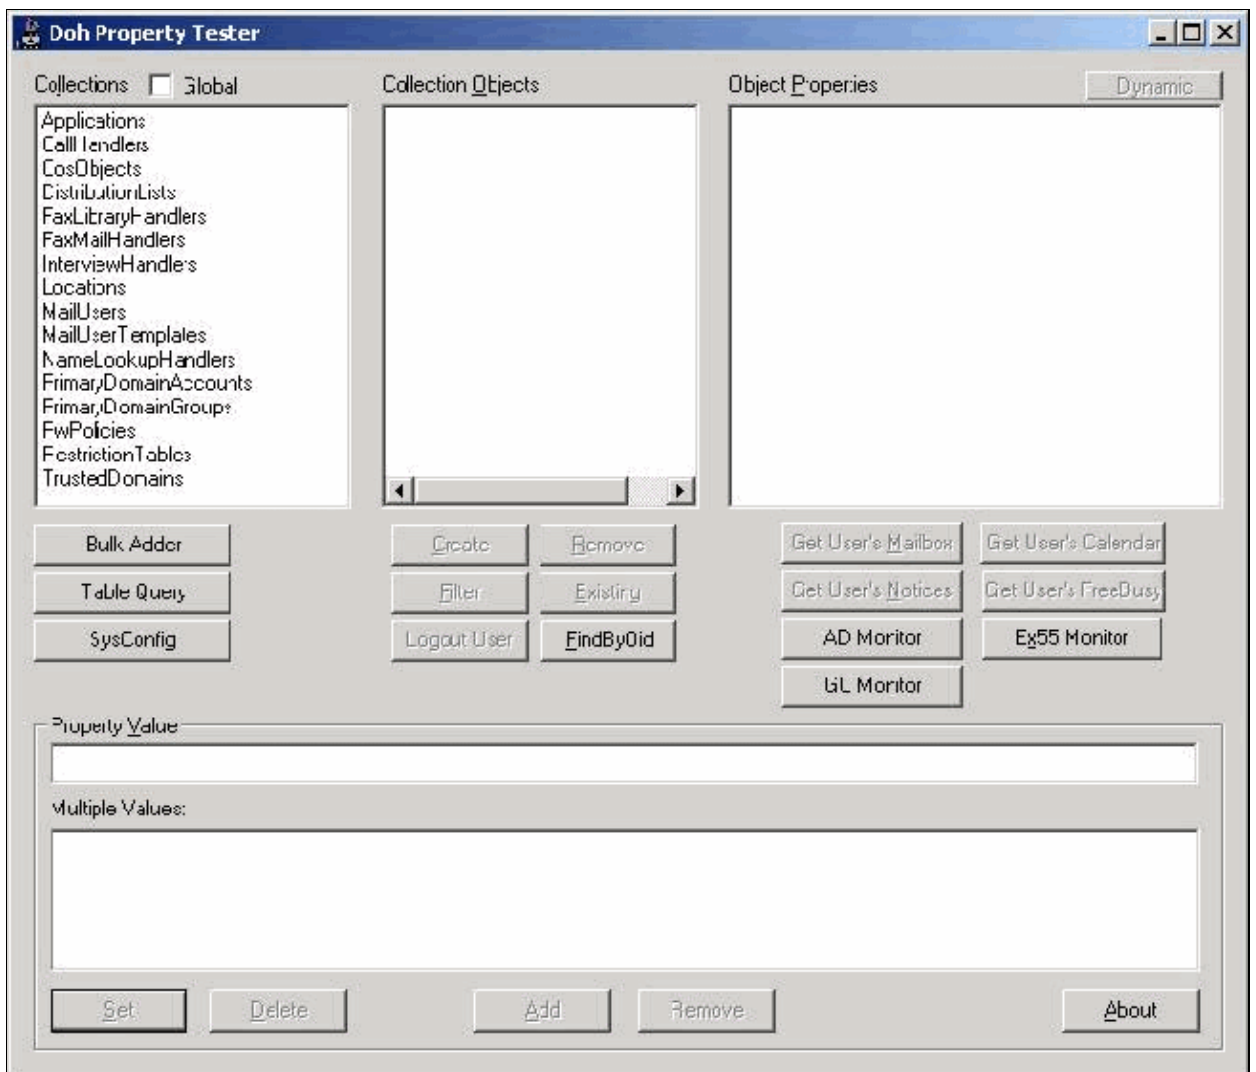 Doh Property Tester
Collections Global
Collection Objects
Object Properties
Dynamic
Applications
CallHandlers
CosObjects
DistributionLists
FaxLibraryHandlers
FaxMailHandlers
InterviewHandlers
Locations
MailUsers
MailUserTemplates
NameLookupHandlers
PrimaryDomainAccounts
PrimaryDomainGroups
PwPolicies
RestrictionTables
TrustedDomains
Bulk Adder
Table Query
SysConfig
Create
Remove
Filter
Existing
Logout User
FindByOid
Get User's Mailbox
Get User's Calendar
Get User's Notices
Get User's FreeBusy
AD Monitor
Ex55 Monitor
GC Monitor
Property Value
Multiple Values:
Set
Delete
Add
Remove
About